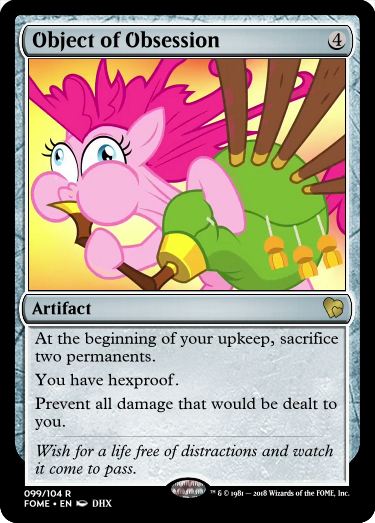 Object of Obsession 4
Artifact
At the beginning of your upkeep, sacrifice
two permanents.
You have hexproof.
Prevent all damage that would be dealt to
you.
Wish for a life free of distractions and watch
it come to pass.
099/104 R
FOME • EN DHX
™ & © 1981 — 2018 Wizards of the FOME, Inc.